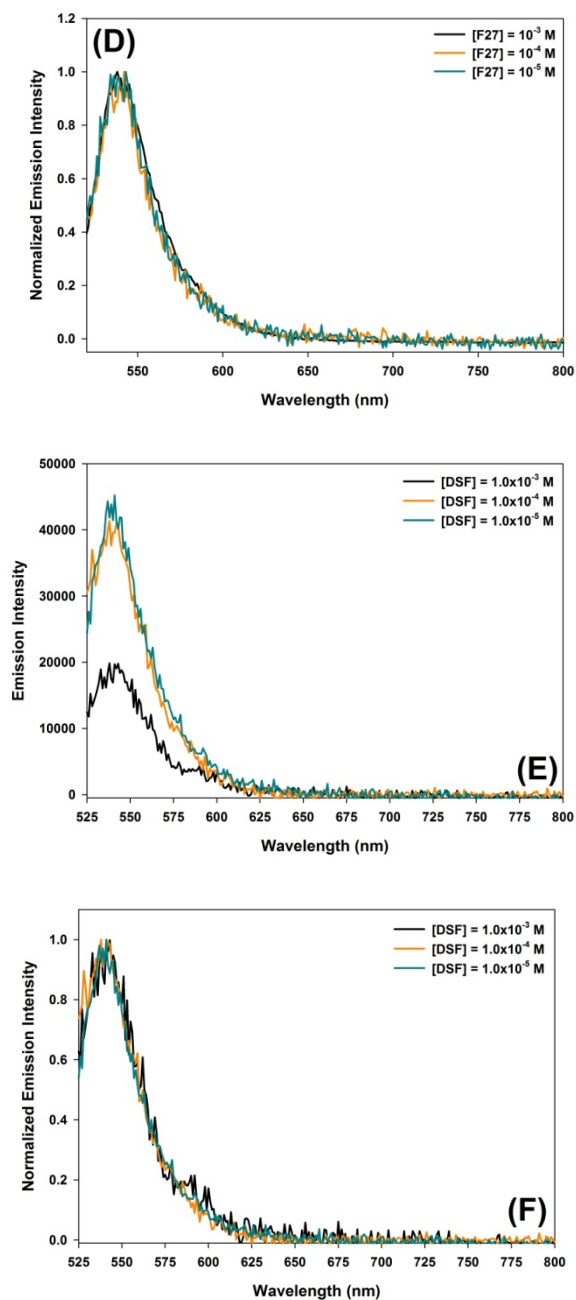 (D)
[F27] = 10⁻³ M
[F27] = 10⁻⁴ M
[F27] = 10⁻⁵ M
Normalized Emission Intensity
1.2
1.0
0.8
0.6
0.4
0.2
0.0
550 600 650 700 750 800
Wavelength (nm)
[DSF] = 1.0x10⁻³ M
[DSF] = 1.0x10⁻⁴ M
[DSF] = 1.0x10⁻⁵ M
Emission Intensity
50000
40000
30000
20000
10000
0
(E)
525 550 575 600 625 650 675 700 725 750 775 800
Wavelength (nm)
[DSF] = 1.0x10⁻³ M
[DSF] = 1.0x10⁻⁴ M
[DSF] = 1.0x10⁻⁵ M
Normalized Emission Intensity
1.0
0.8
0.6
0.4
0.2
0.0
(F)
525 550 575 600 625 650 675 700 725 750 775 800
Wavelength (nm)